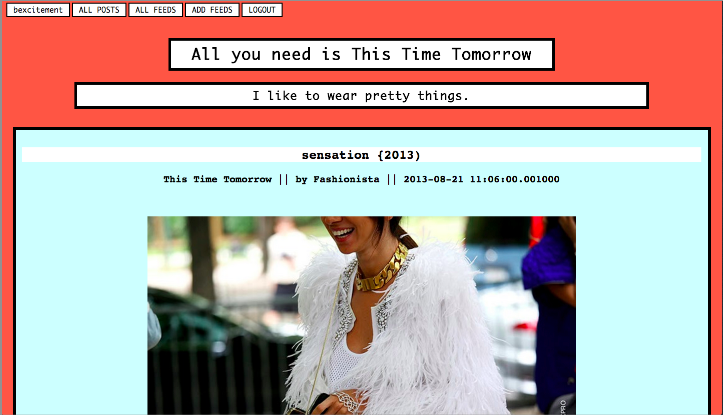 bexcitement ALL POSTS ALL FEEDS ADD FEEDS LOGOUT
All you need is This Time Tomorrow
I like to wear pretty things.
sensation {2013)
This Time Tomorrow || by Fashionista || 2013-08-21 11:06:00.001000
PRO